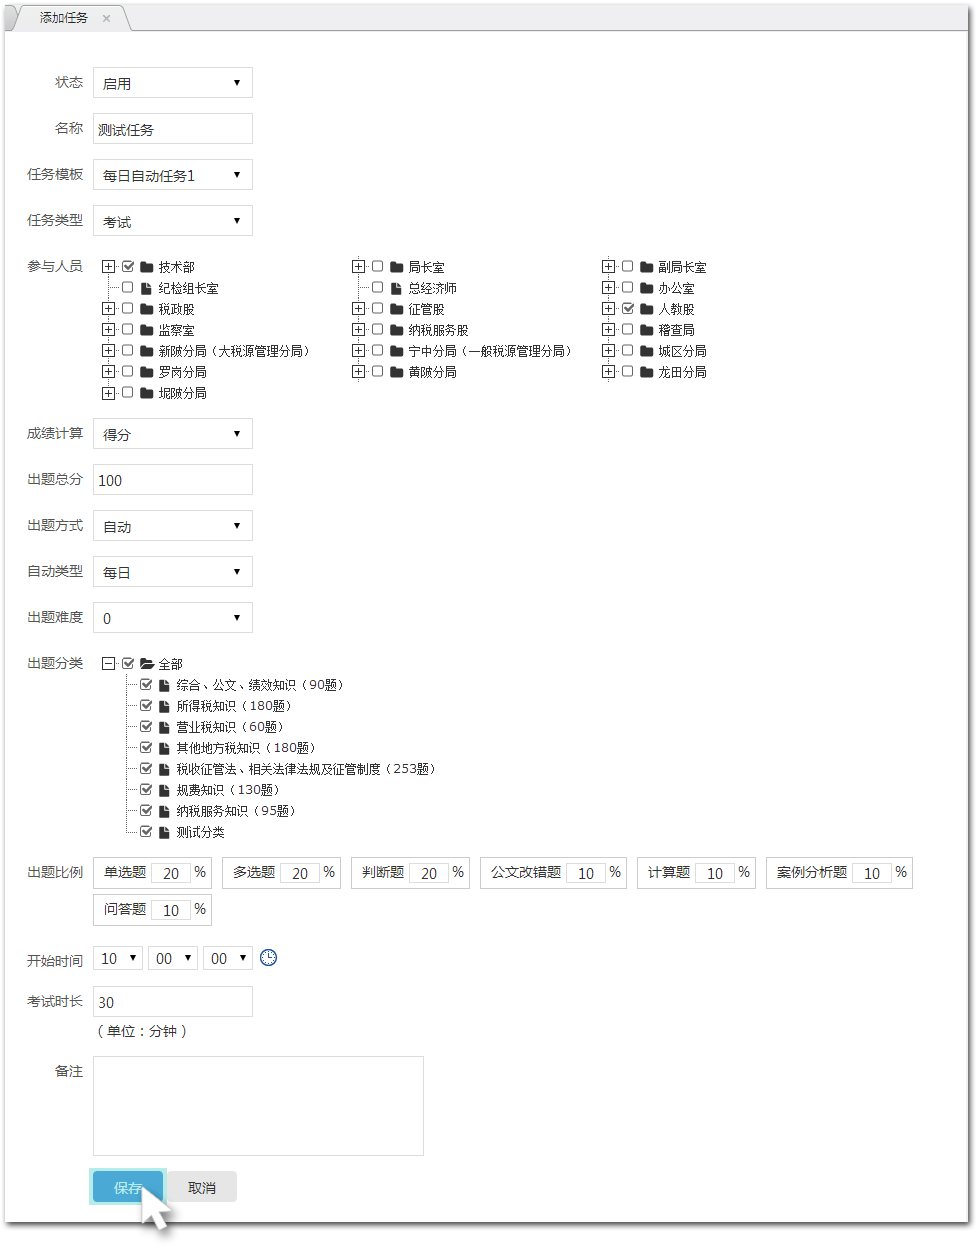 添加任务 ×
状态 启用
名称 测试任务
任务模板 每日自动任务1
任务类型 考试
参与人员 技术部 局长室 副局长室
纪检组长室 总经济师 办公室
税政股 征管股 人教股
监察室 纳税服务股 稽查局
新陂分局（大税源管理分局） 宁中分局（一般税源管理分局） 城区分局
罗岗分局 黄陂分局 龙田分局
坭陂分局
成绩计算 得分
出题总分 100
出题方式 自动
自动类型 每日
出题难度 0
出题分类 全部
综合、公文、绩效知识（90题）
所得税知识（180题）
营业税知识（60题）
其他地方税知识（180题）
税收征管法、相关法律法规及征管制度（253题）
规费知识（130题）
纳税服务知识（95题）
测试分类
出题比例 单选题 20 % 多选题 20 % 判断题 20 % 公文改错题 10 % 计算题 10 % 案例分析题 10 %
问答题 10 %
开始时间 10 00 00
考试时长 30
（单位：分钟）
备注
保存 取消